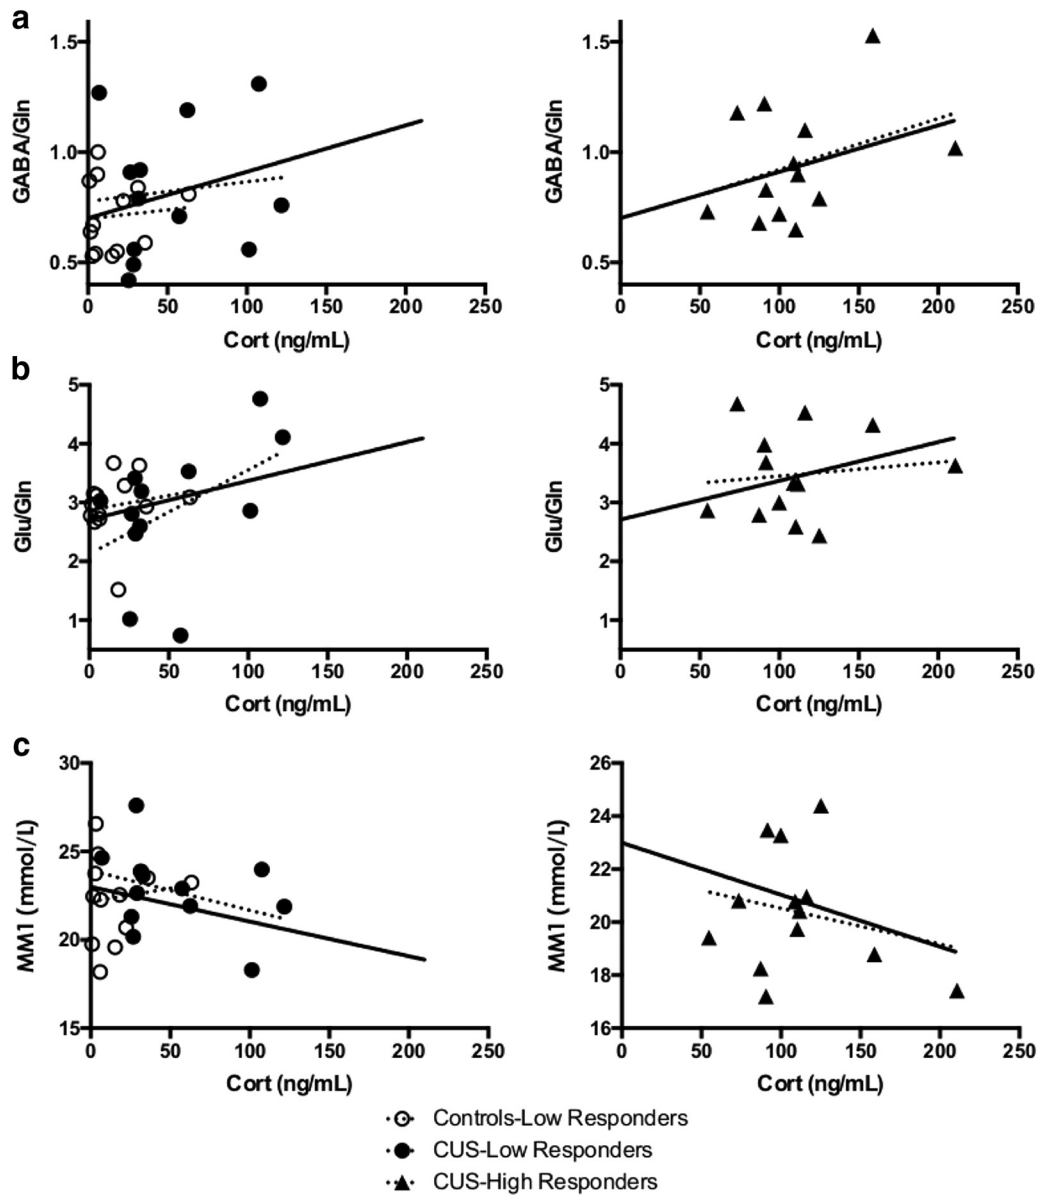 a
GABA/Gln
1.5
1.0
0.5
0 50 100 150 200 250
Cort (ng/mL)
GABA/Gln
1.5
1.0
0.5
0 50 100 150 200 250
Cort (ng/mL)
b
Glu/Gln
5
4
3
2
1
0 50 100 150 200 250
Cort (ng/mL)
Glu/Gln
5
4
3
2
1
0 50 100 150 200 250
Cort (ng/mL)
c
MM1 (mmol/L)
30
25
20
15
0 50 100 150 200 250
Cort (ng/mL)
MM1 (mmol/L)
26
24
22
20
18
16
0 50 100 150 200 250
Cort (ng/mL)
Controls-Low Responders
CUS-Low Responders
CUS-High Responders